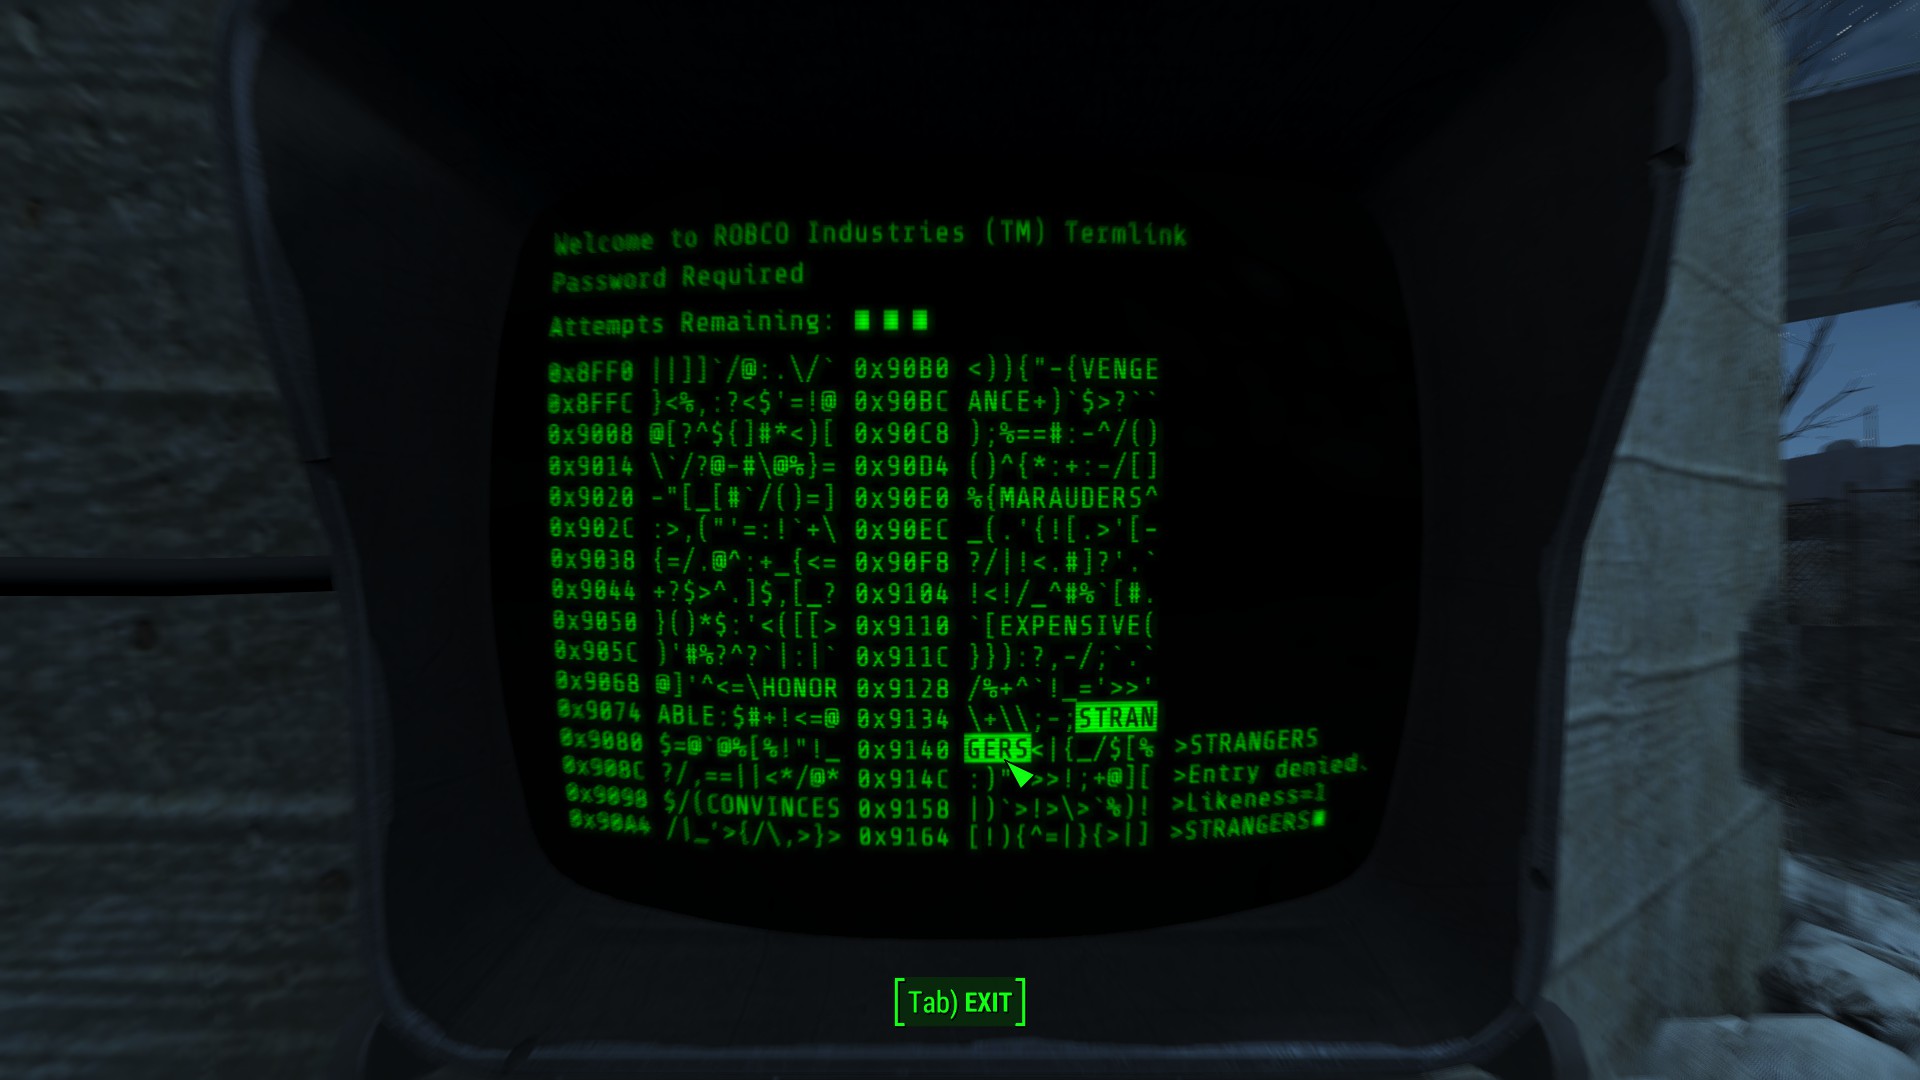 Welcome to ROBCO Industries (TM) Termlink
Password Required
Attempts Remaining: ■ ■ ■
0x8FF0 ||]]`/@:.\/` 0x90B0 <)){"-{VENGE
0x8FFC }<%,:?<$'=!@ 0x90BC ANCE+)`$>?``
0x9008 @[?^${]#*<)[ 0x90C8 );%==#:-^/()
0x9014 \`/?@-#\@%}= 0x90D4 ()^{*:+:-/[]
0x9020 -"[_[#`/()=] 0x90E0 %{MARAUDERS^
0x902C :>,("'=:!`+\ 0x90EC _(.'{![.>'[-
0x9038 {=/.@^:+_{<= 0x90F8 ?/|!<.#]?'.`
0x9044 +?$>^.]$,[_? 0x9104 !<!/_^#%`[#.
0x9050 }()*$:'<([[> 0x9110 `[EXPENSIVE(
0x905C )'#%?^?`|:|` 0x911C }}):?,-/;`.`
0x9068 @]'^<=\HONOR 0x9128 /%+^`!_='>>'
0x9074 ABLE:$#+!<=@ 0x9134 \+\\;-;STRAN
0x9080 $=@`@%[%!"!_ 0x9140 GERS<|{_/$[% >STRANGERS
0x908C ?/,==||<*/@* 0x914C :)" >>!;+@][ >Entry denied.
0x9098 $/(CONVINCES 0x9158 |)`>!>\>`%)! >Likeness=1
0x90A4 /|_'>{/\,>}> 0x9164 [!){^=|}{>|] >STRANGERS■
[Tab) EXIT]